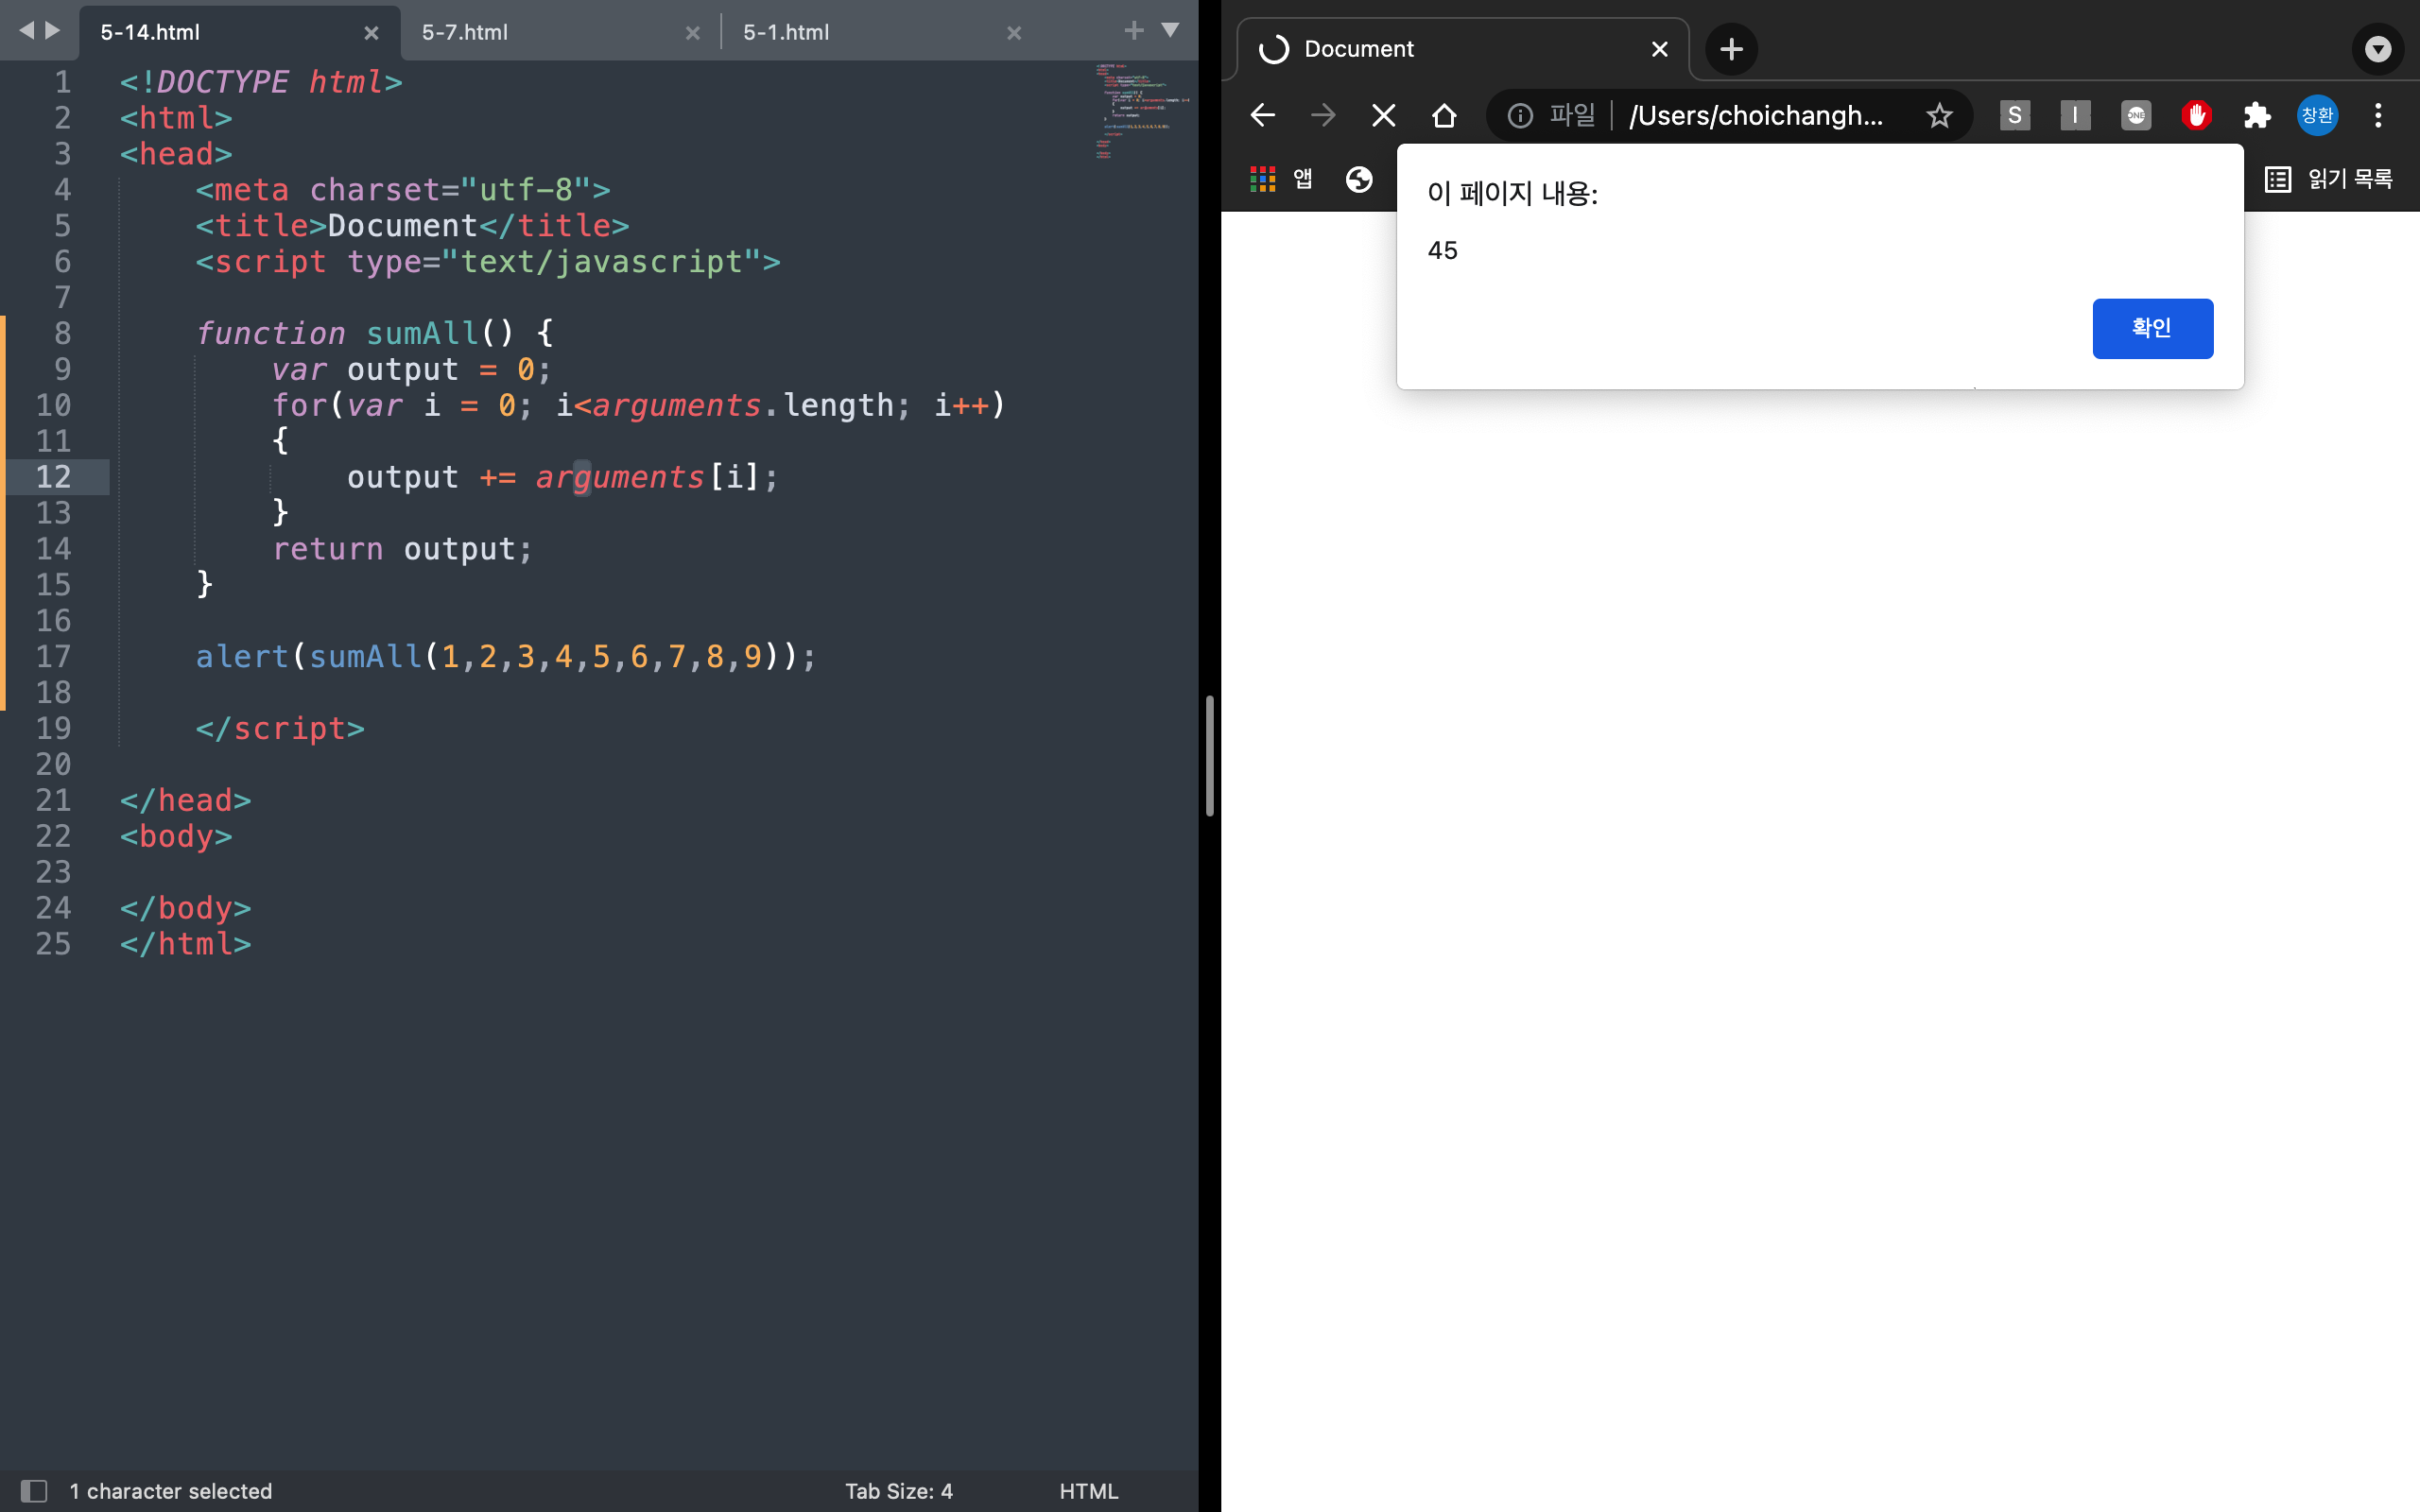 5-14.html
5-7.html
5-1.html
1 <!DOCTYPE html>
2 <html>
3 <head>
4 <meta charset="utf-8">
5 <title>Document</title>
6 <script type="text/javascript">
7
8 function sumAll() {
9 var output = 0;
10 for(var i = 0; i<arguments.length; i++)
11 {
12 output += arguments[i];
13 }
14 return output;
15 }
16
17 alert(sumAll(1,2,3,4,5,6,7,8,9));
18
19 </script>
20
21 </head>
22 <body>
23
24 </body>
25 </html>
1 character selected
Tab Size: 4
HTML
Document
파일 /Users/choichangh...
S
I
ONE
창환
앱
읽기 목록
이 페이지 내용:
45
확인